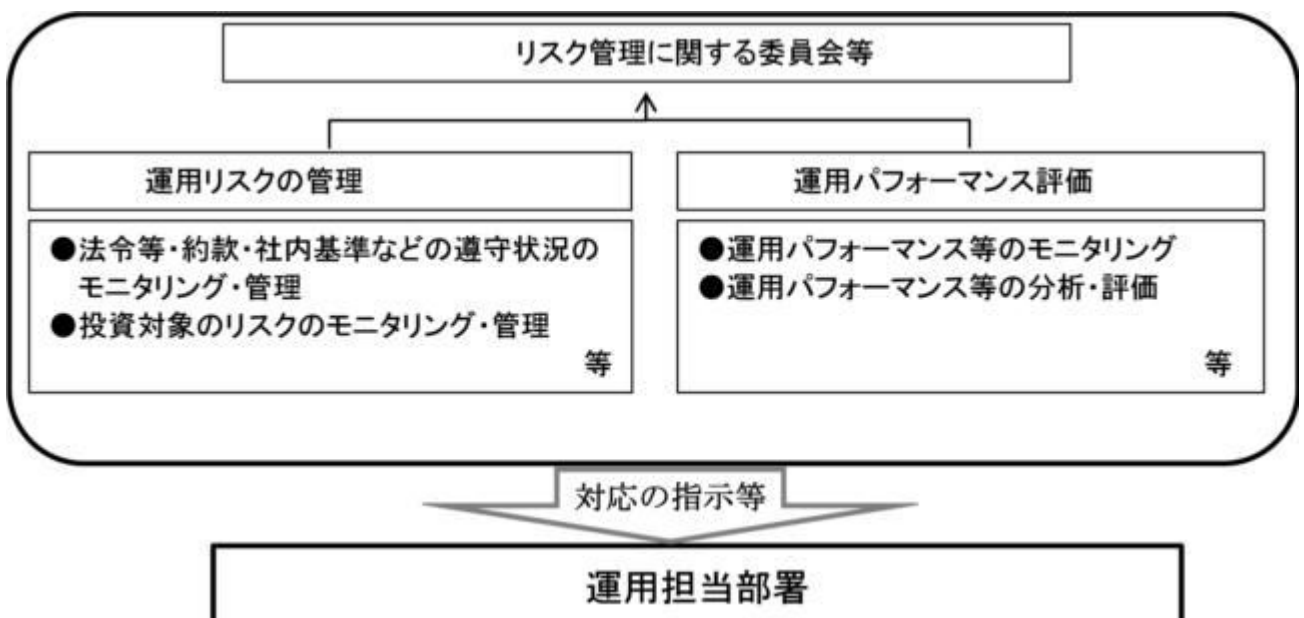 リスク管理に関する委員会等
運用リスクの管理
●法令等・約款・社内基準などの遵守状況の
モニタリング・管理
●投資対象のリスクのモニタリング・管理
等
運用パフォーマンス評価
●運用パフォーマンス等のモニタリング
●運用パフォーマンス等の分析・評価
等
対応の指示等
運用担当部署